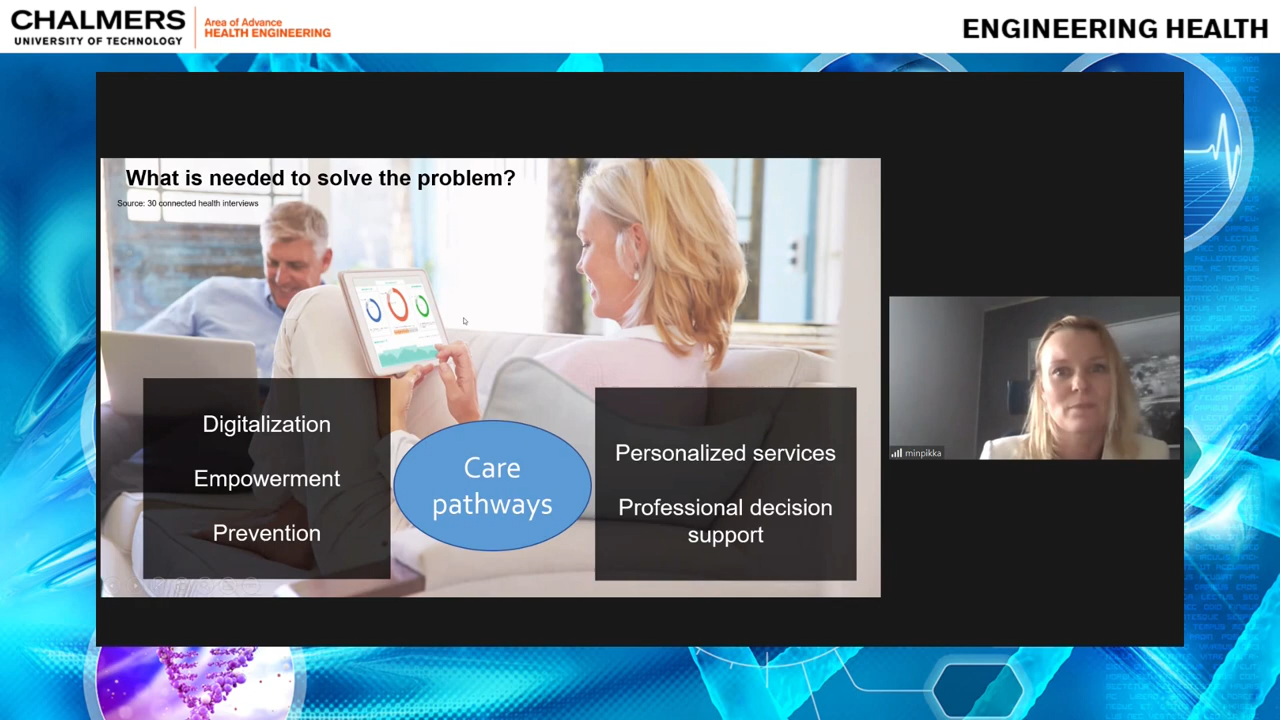 CHALMERS
UNIVERSITY OF TECHNOLOGY
Area of Advance
HEALTH ENGINEERING
ENGINEERING HEALTH
What is needed to solve the problem?
Source: 30 connected health interviews
Digitalization
Empowerment
Prevention
Care
pathways
Personalized services
Professional decision
support
minpikka